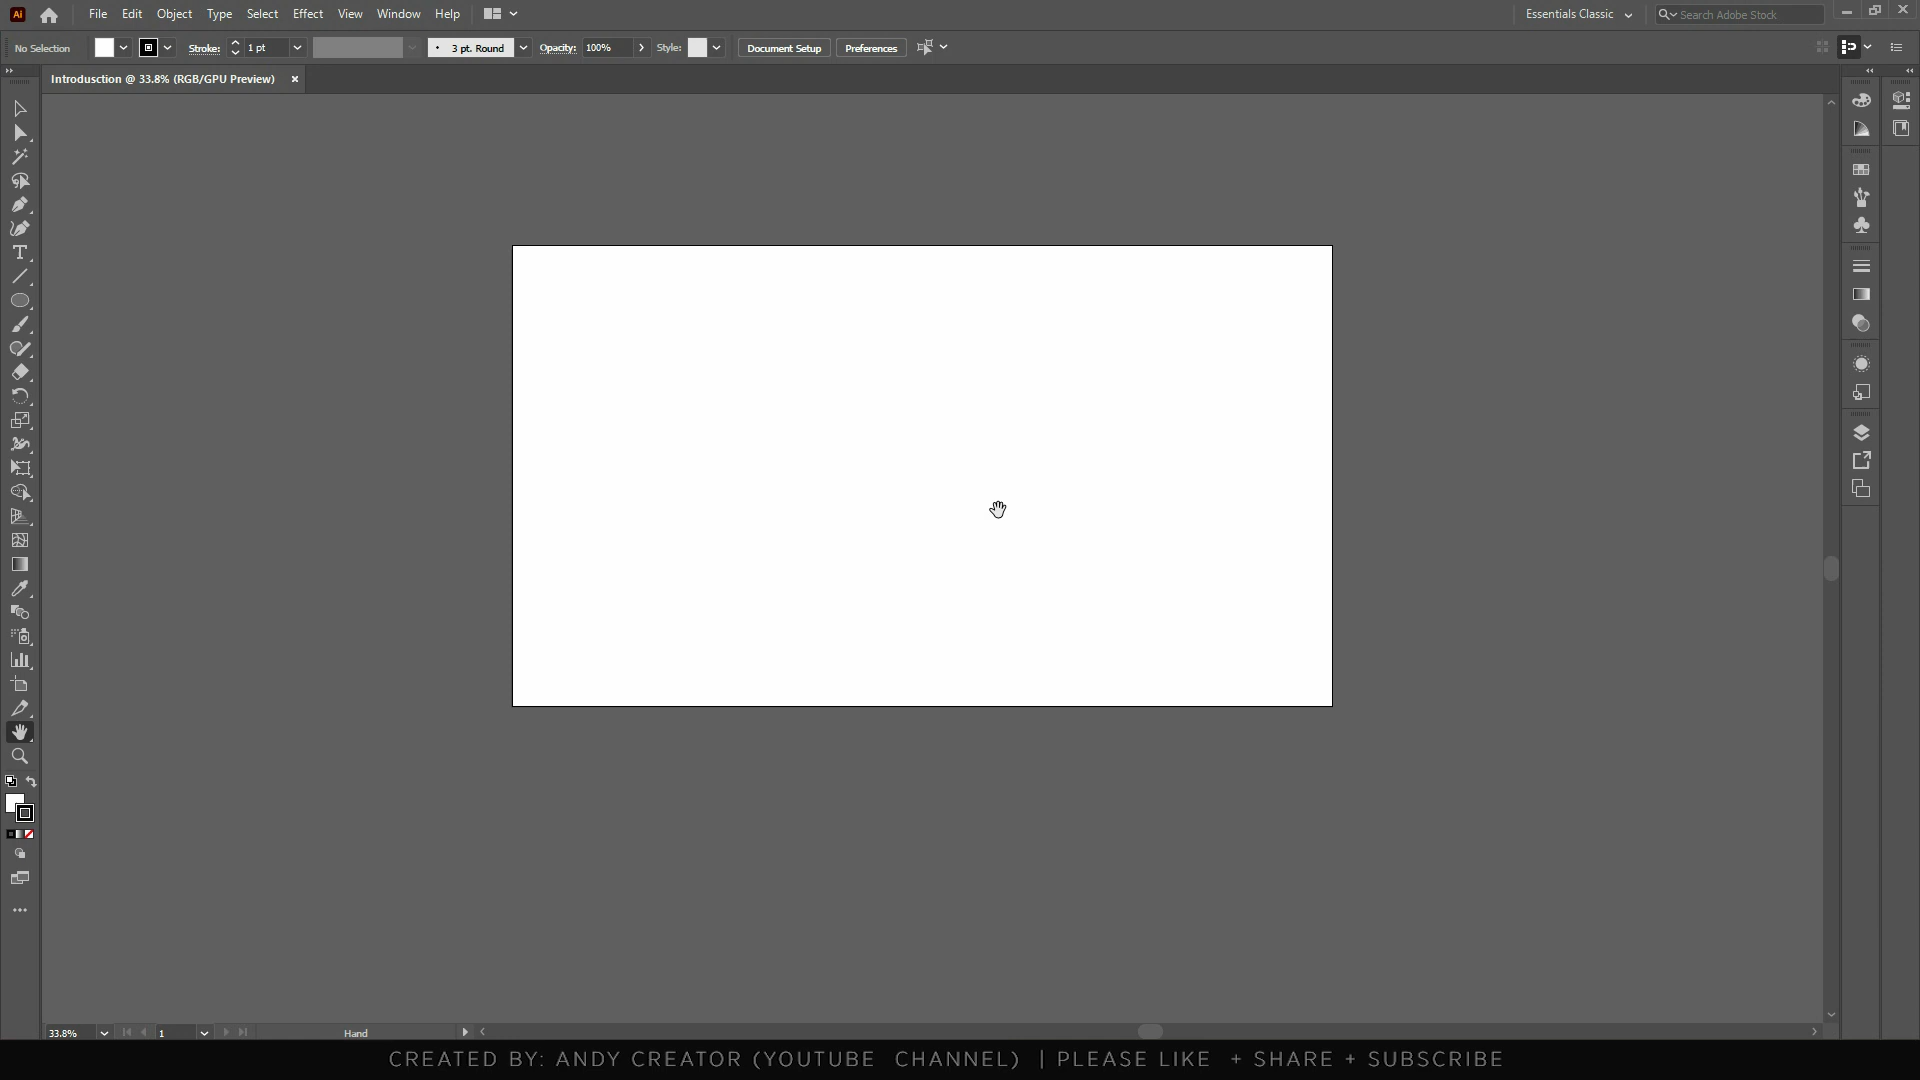 Ai File Edit Object Type Select Effect View Window Help Essentials Classic Search Adobe Stock
No Selection Stroke: 1 pt 3 pt. Round Opacity: 100% Style: Document Setup Preferences
Introdusction @ 33.8% (RGB/GPU Preview)
33.8% 1 Hand
CREATED BY: ANDY CREATOR (YOUTUBE CHANNEL) | PLEASE LIKE + SHARE + SUBSCRIBE